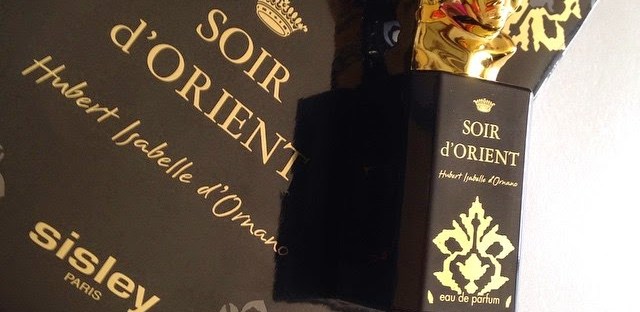 SOIR
d'ORIENT
Hubert Isabelle d'Ornano
sisley
PARIS
SOIR
d'ORIENT
Hubert Isabelle d'Ornano
eau de parfum